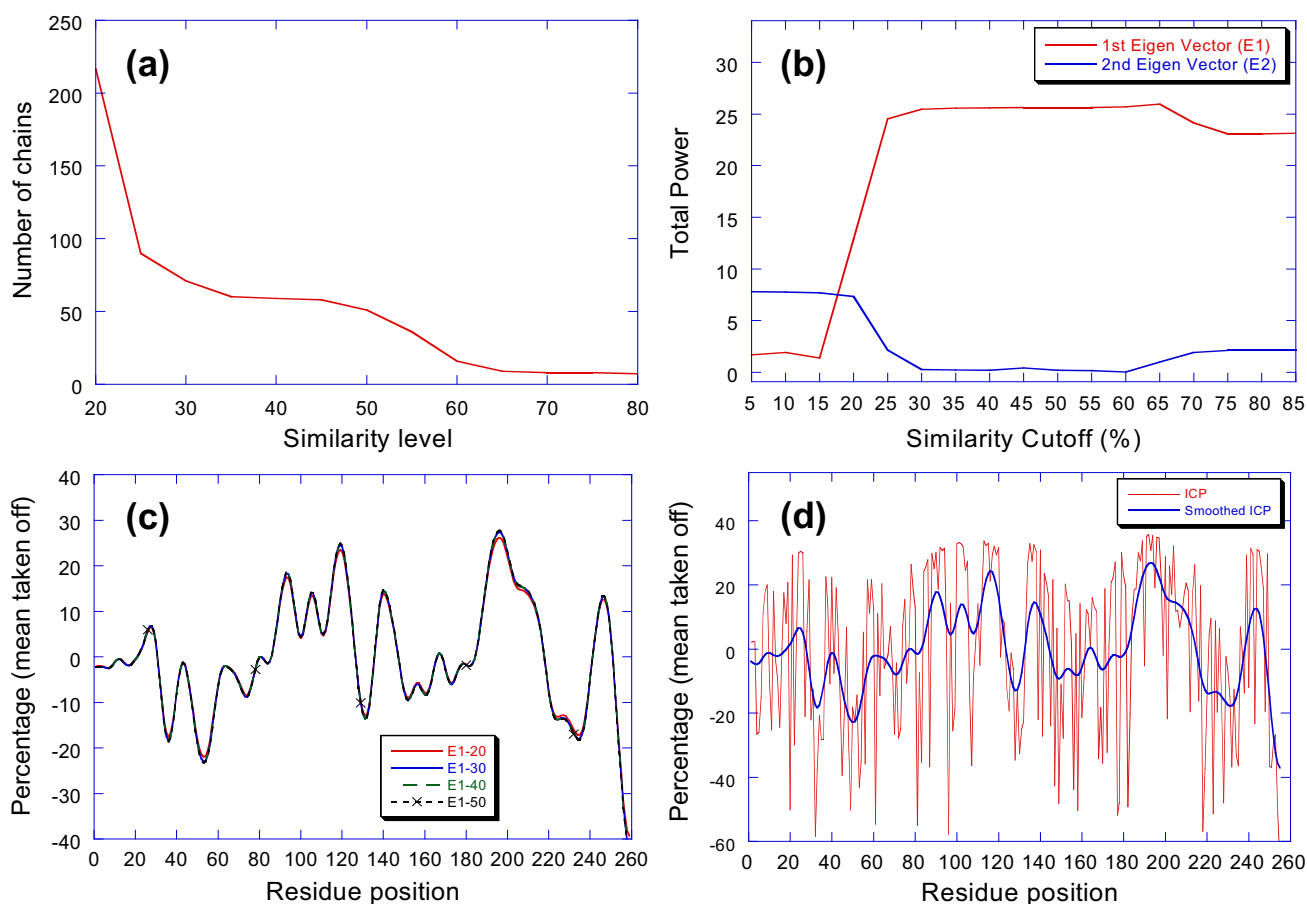 (a)
Number of chains
250
200
150
100
50
0
20 30 40 50 60 70 80
Similarity level
(b)
1st Eigen Vector (E1)
2nd Eigen Vector (E2)
Total Power
30
25
20
15
10
5
0
5 10 15 20 25 30 35 40 45 50 55 60 65 70 75 80 85
Similarity Cutoff (%)
(c)
Percentage (mean taken off)
40
30
20
10
0
-10
-20
-30
-40
E1-20
E1-30
E1-40
E1-50
0 20 40 60 80 100 120 140 160 180 200 220 240 260
Residue position
(d)
ICP
Smoothed ICP
Percentage (mean taken off)
40
20
0
-20
-40
-60
0 20 40 60 80 100 120 140 160 180 200 220 240 260
Residue position